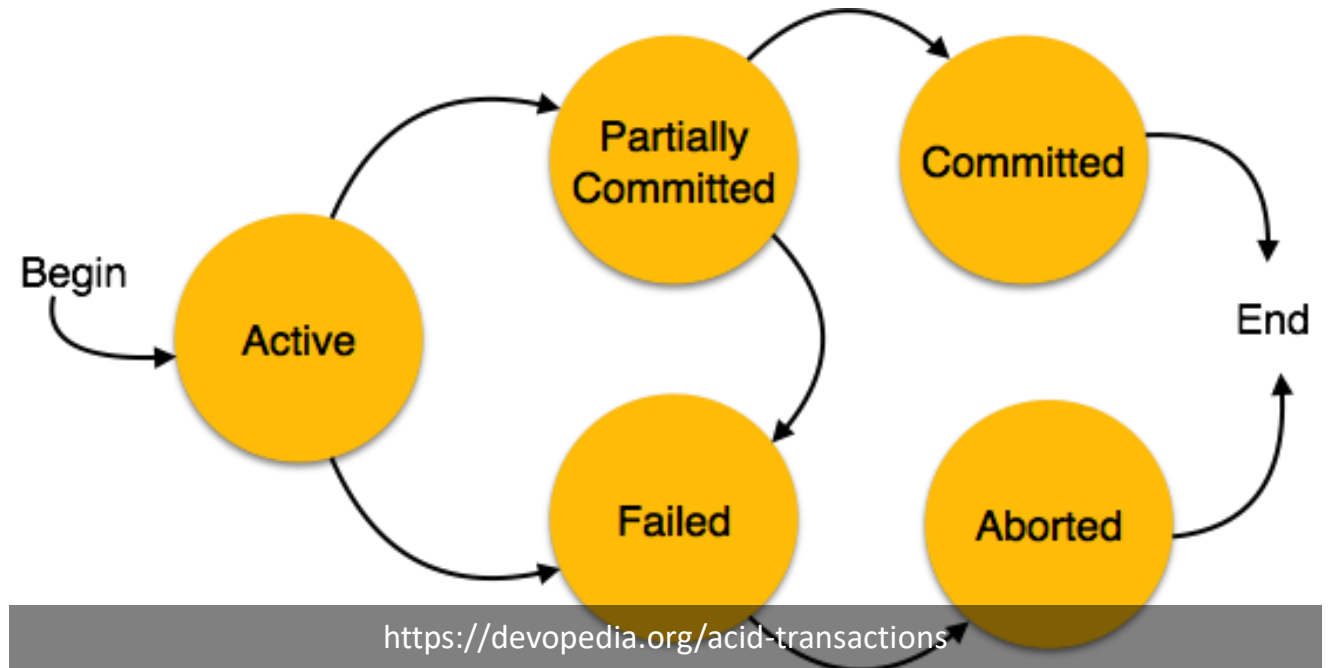 Begin
Active
Partially
Committed
Committed
Failed
Aborted
End
https://devopedia.org/acid-transactions